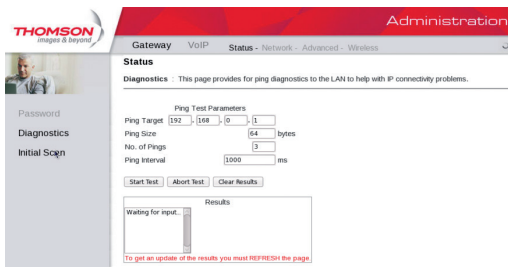 THOMSON
images & beyond
Administration
Gateway VoIP Status - Network - Advanced - Wireless
Status
Diagnostics : This page provides for ping diagnostics to the LAN to help with IP connectivity problems.
Password
Diagnostics
Initial Scan
Ping Test Parameters
Ping Target 192 . 168 . 0 . 1
Ping Size 64 bytes
No. of Pings 3
Ping Interval 1000 ms
Start Test Abort Test Clear Results
Results
Waiting for input..
To get an update of the results you must REFRESH the page.